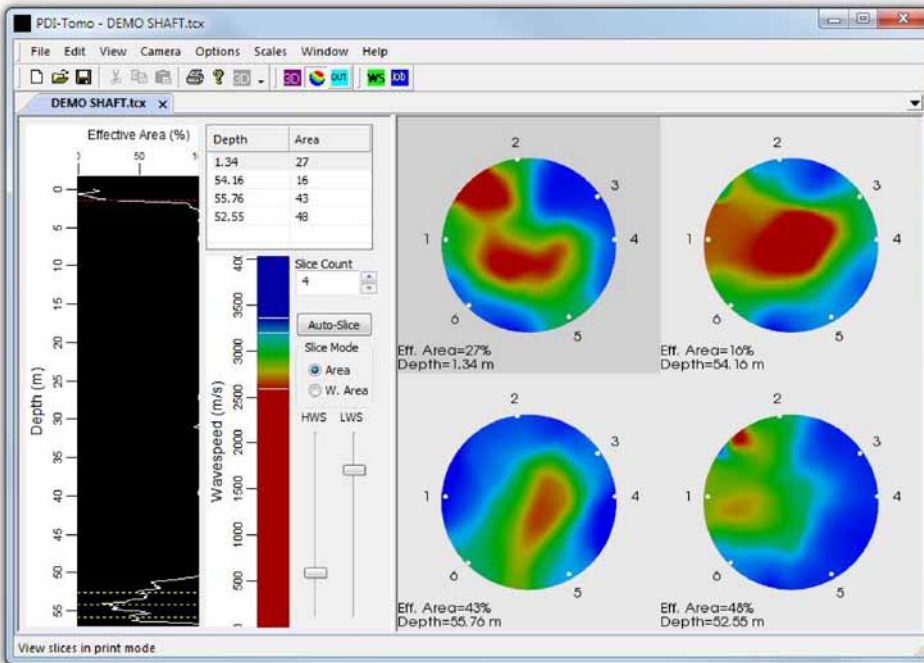 PDI-Tomo - DEMO SHAFT.tcx
File Edit View Camera Options Scales Window Help
3D OUT WS JOB
DEMO SHAFT.tcx x
Effective Area (%)
0 50
Depth (m)
0
5
10
15
20
25
30
35
40
45
50
55
Depth Area
1.34 27
54.16 16
55.76 43
52.55 48
Wavespeed (m/s)
3500
3000
2500
2000
1500
1000
500
0
Slice Count
4
Auto-Slice
Slice Mode
Area
W. Area
HWS LWS
2
3
1 4
6 5
Eff. Area=27%
Depth=1.34 m
2
3
1 4
6 5
Eff. Area=16%
Depth=54.16 m
2
3
1 4
6 5
Eff. Area=43%
Depth=55.76 m
2
3
1 4
6 5
Eff. Area=48%
Depth=52.55 m
View slices in print mode